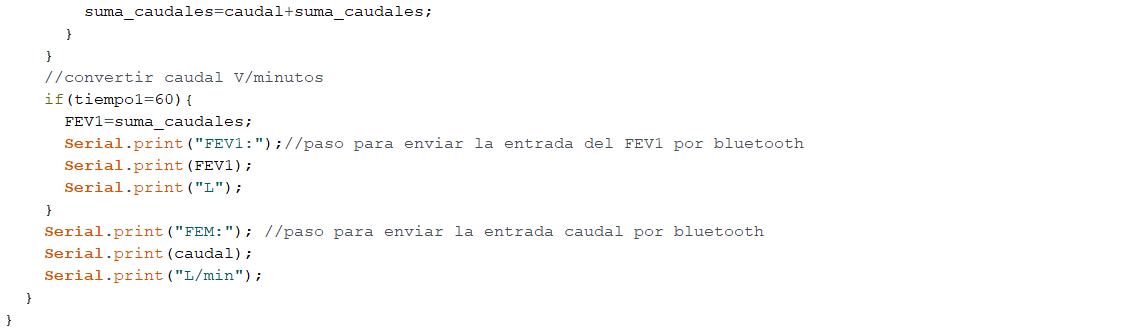 suma_caudales=caudal+suma_caudales;
}
}
//convertir caudal V/minutos
if(tiempo1=60){
FEV1=suma_caudales;
Serial.print("FEV1:");//paso para enviar la entrada del FEV1 por bluetooth
Serial.print(FEV1);
Serial.print("L");
}
Serial.print("FEM:"); //paso para enviar la entrada caudal por bluetooth
Serial.print(caudal);
Serial.print("L/min");
}
}